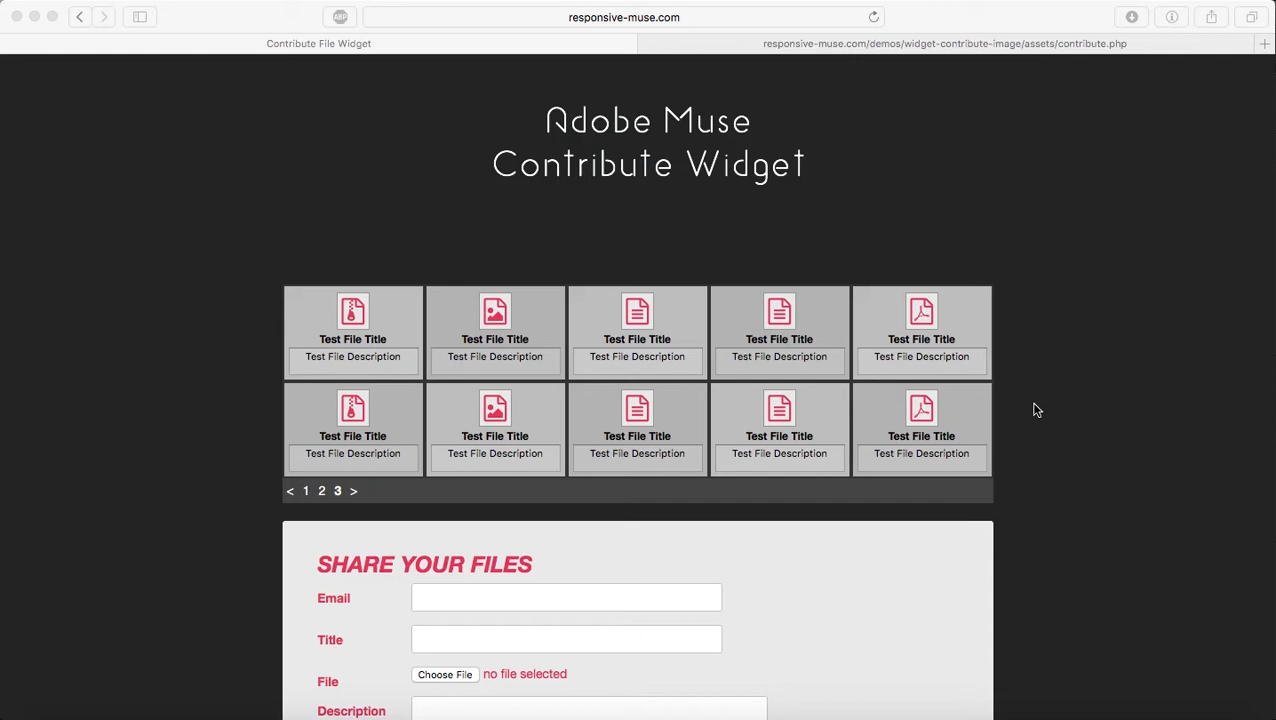 ABP
responsive-muse.com
Contribute File Widget
responsive-muse.com/demos/widget-contribute-image/assets/contribute.php
Adobe Muse
Contribute Widget
Test File Title Test File Title Test File Title Test File Title Test File Title
Test File Description Test File Description Test File Description Test File Description Test File Description
Test File Title Test File Title Test File Title Test File Title Test File Title
Test File Description Test File Description Test File Description Test File Description Test File Description
< 1 2 3 >
SHARE YOUR FILES
Email
Title
File Choose File no file selected
Description